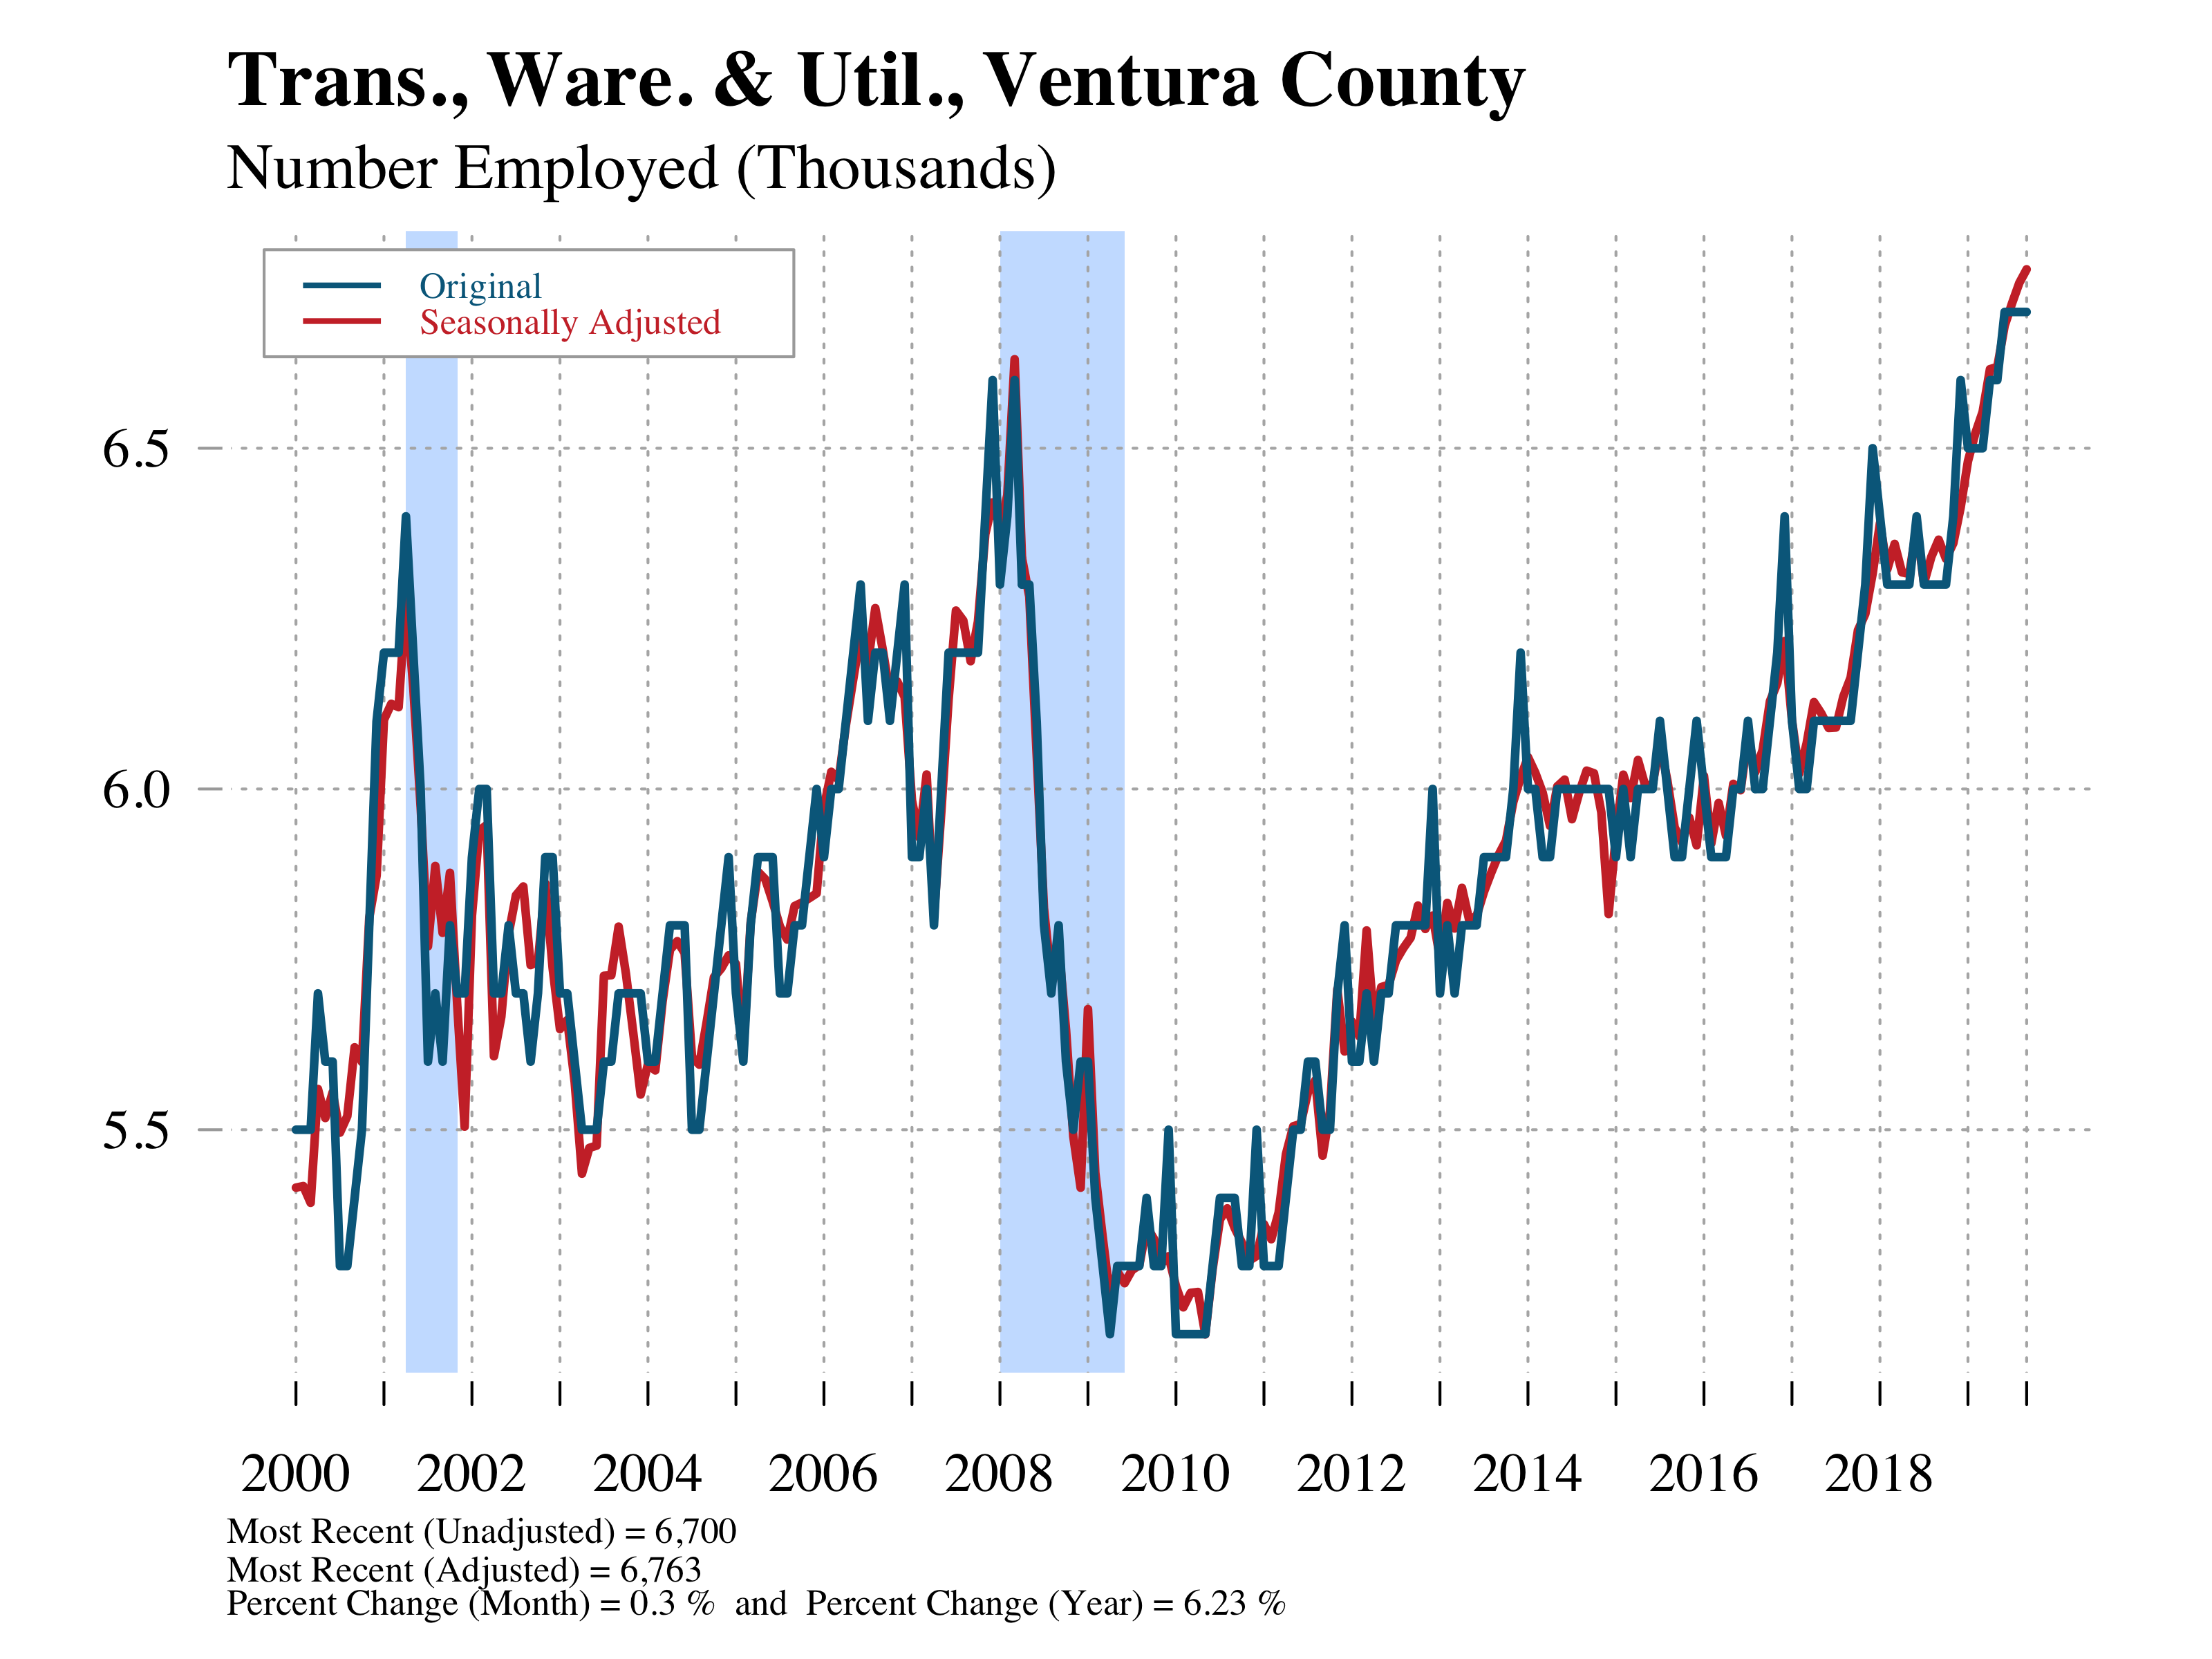 Trans., Ware. & Util., Ventura County
Number Employed (Thousands)
Original
Seasonally Adjusted
6.5
6.0
5.5
2000 2002 2004 2006 2008 2010 2012 2014 2016 2018
Most Recent (Unadjusted) = 6,700
Most Recent (Adjusted) = 6,763
Percent Change (Month) = 0.3 % and Percent Change (Year) = 6.23 %